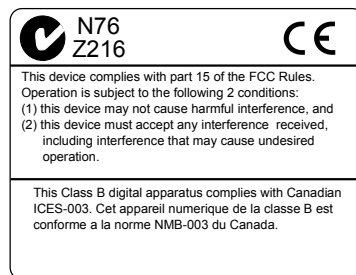 N76
Z216
CE
This device complies with part 15 of the FCC Rules.
Operation is subject to the following 2 conditions:
(1) this device may not cause harmful interference, and
(2) this device must accept any interference received,
including interference that may cause undesired
operation.
This Class B digital apparatus complies with Canadian
ICES-003. Cet appareil numerique de la classe B est
conforme a la norme NMB-003 du Canada.